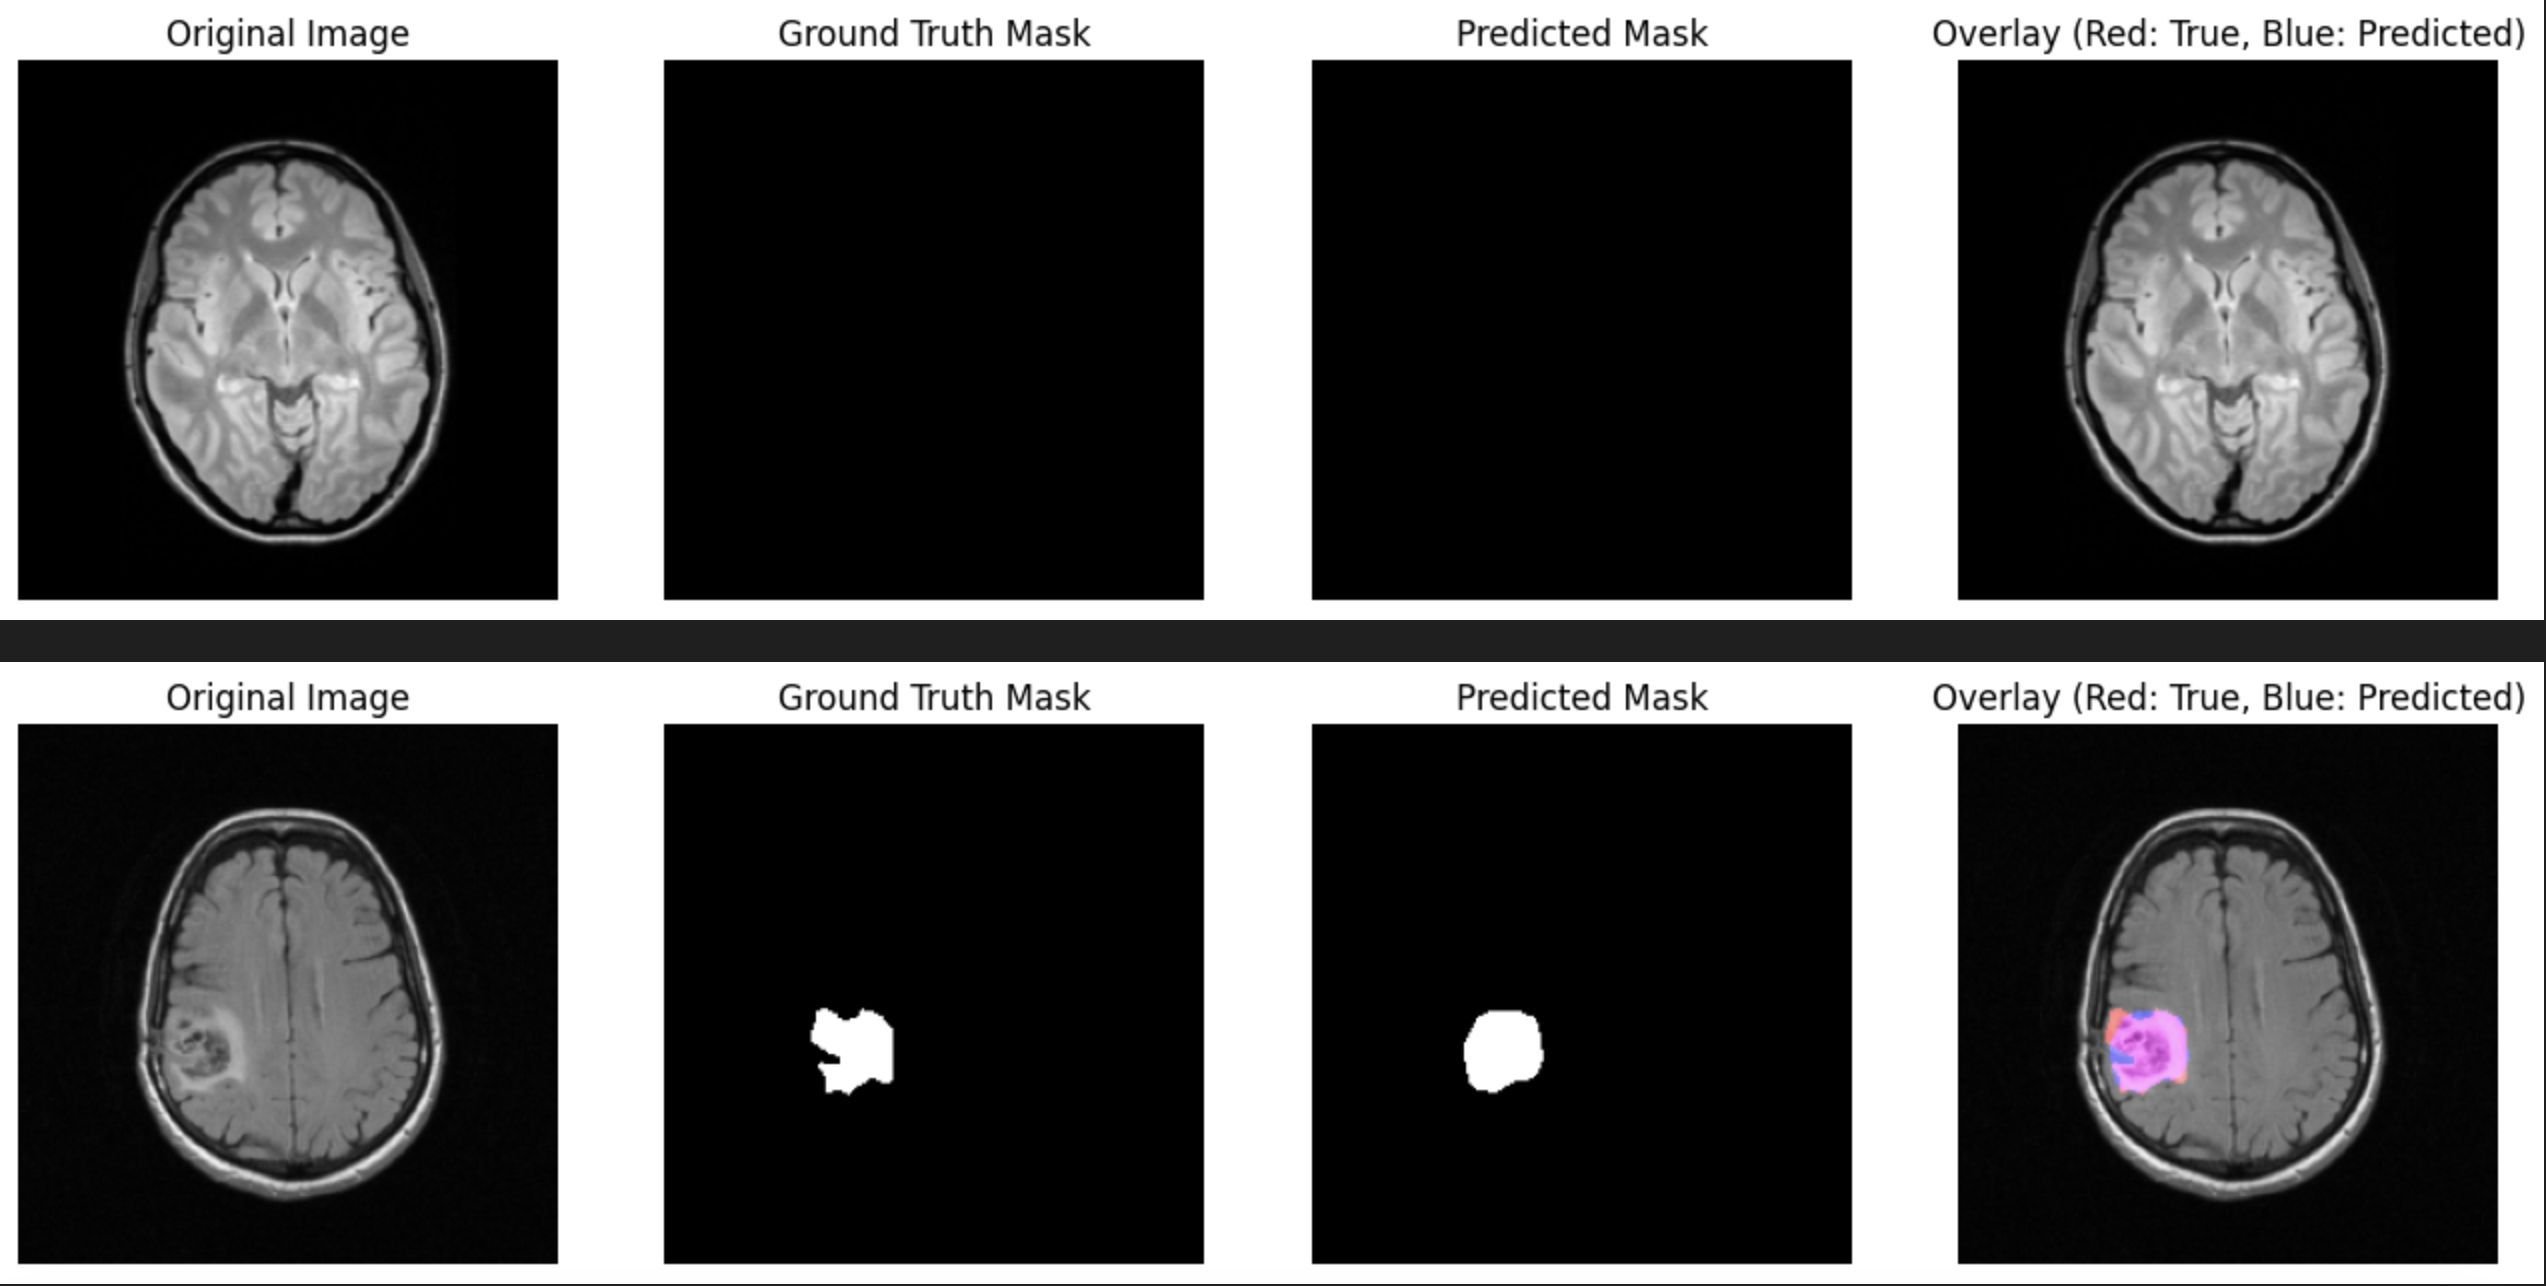 Original Image
Ground Truth Mask
Predicted Mask
Overlay (Red: True, Blue: Predicted)
Original Image
Ground Truth Mask
Predicted Mask
Overlay (Red: True, Blue: Predicted)